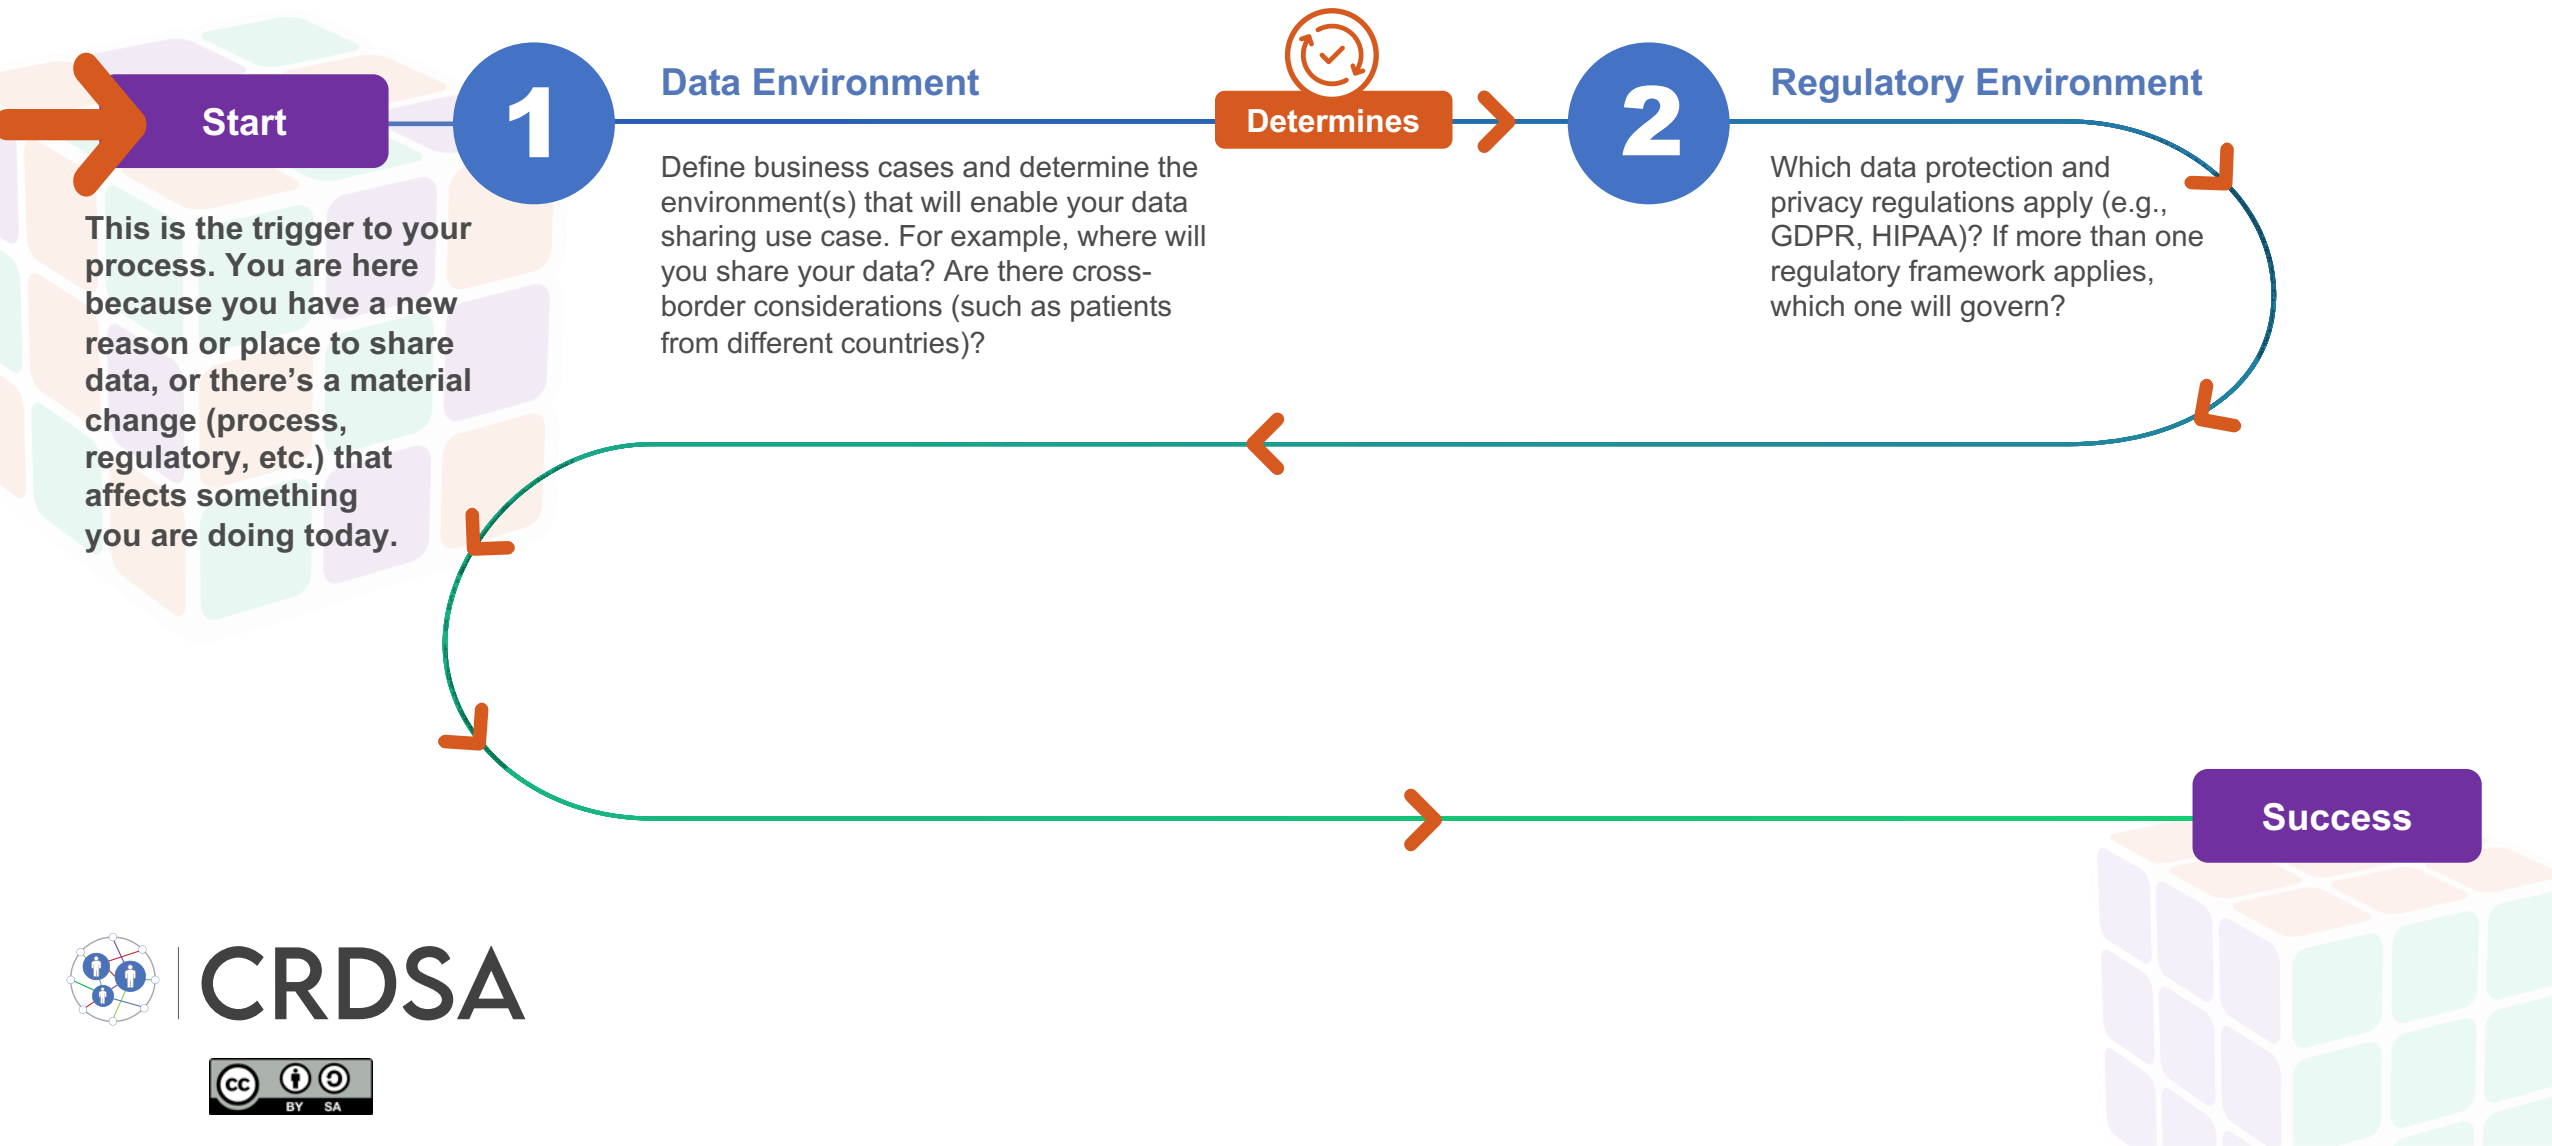 Start
This is the trigger to your
process. You are here
because you have a new
reason or place to share
data, or there’s a material
change (process,
regulatory, etc.) that
affects something
you are doing today.
1
Data Environment
Define business cases and determine the
environment(s) that will enable your data
sharing use case. For example, where will
you share your data? Are there cross-
border considerations (such as patients
from different countries)?
Determines
2
Regulatory Environment
Which data protection and
privacy regulations apply (e.g.,
GDPR, HIPAA)? If more than one
regulatory framework applies,
which one will govern?
Success
CRDSA
cc
BY SA